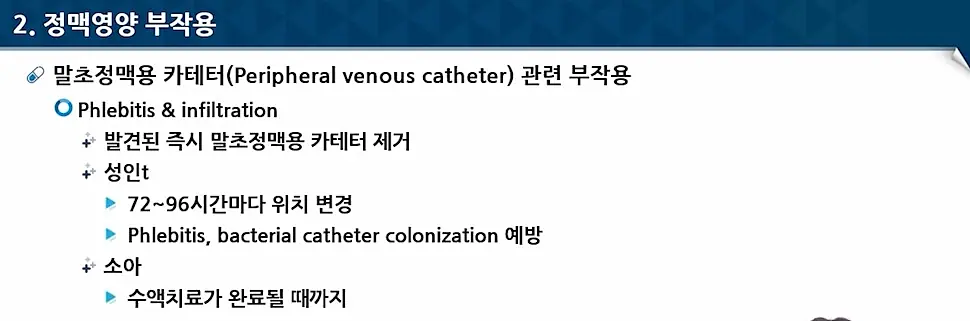 2. 정맥영양 부작용
말초정맥용 카테터(Peripheral venous catheter) 관련 부작용
Phlebitis & infiltration
발견된 즉시 말초정맥용 카테터 제거
성인t
72~96시간마다 위치 변경
Phlebitis, bacterial catheter colonization 예방
소아
수액치료가 완료될 때까지